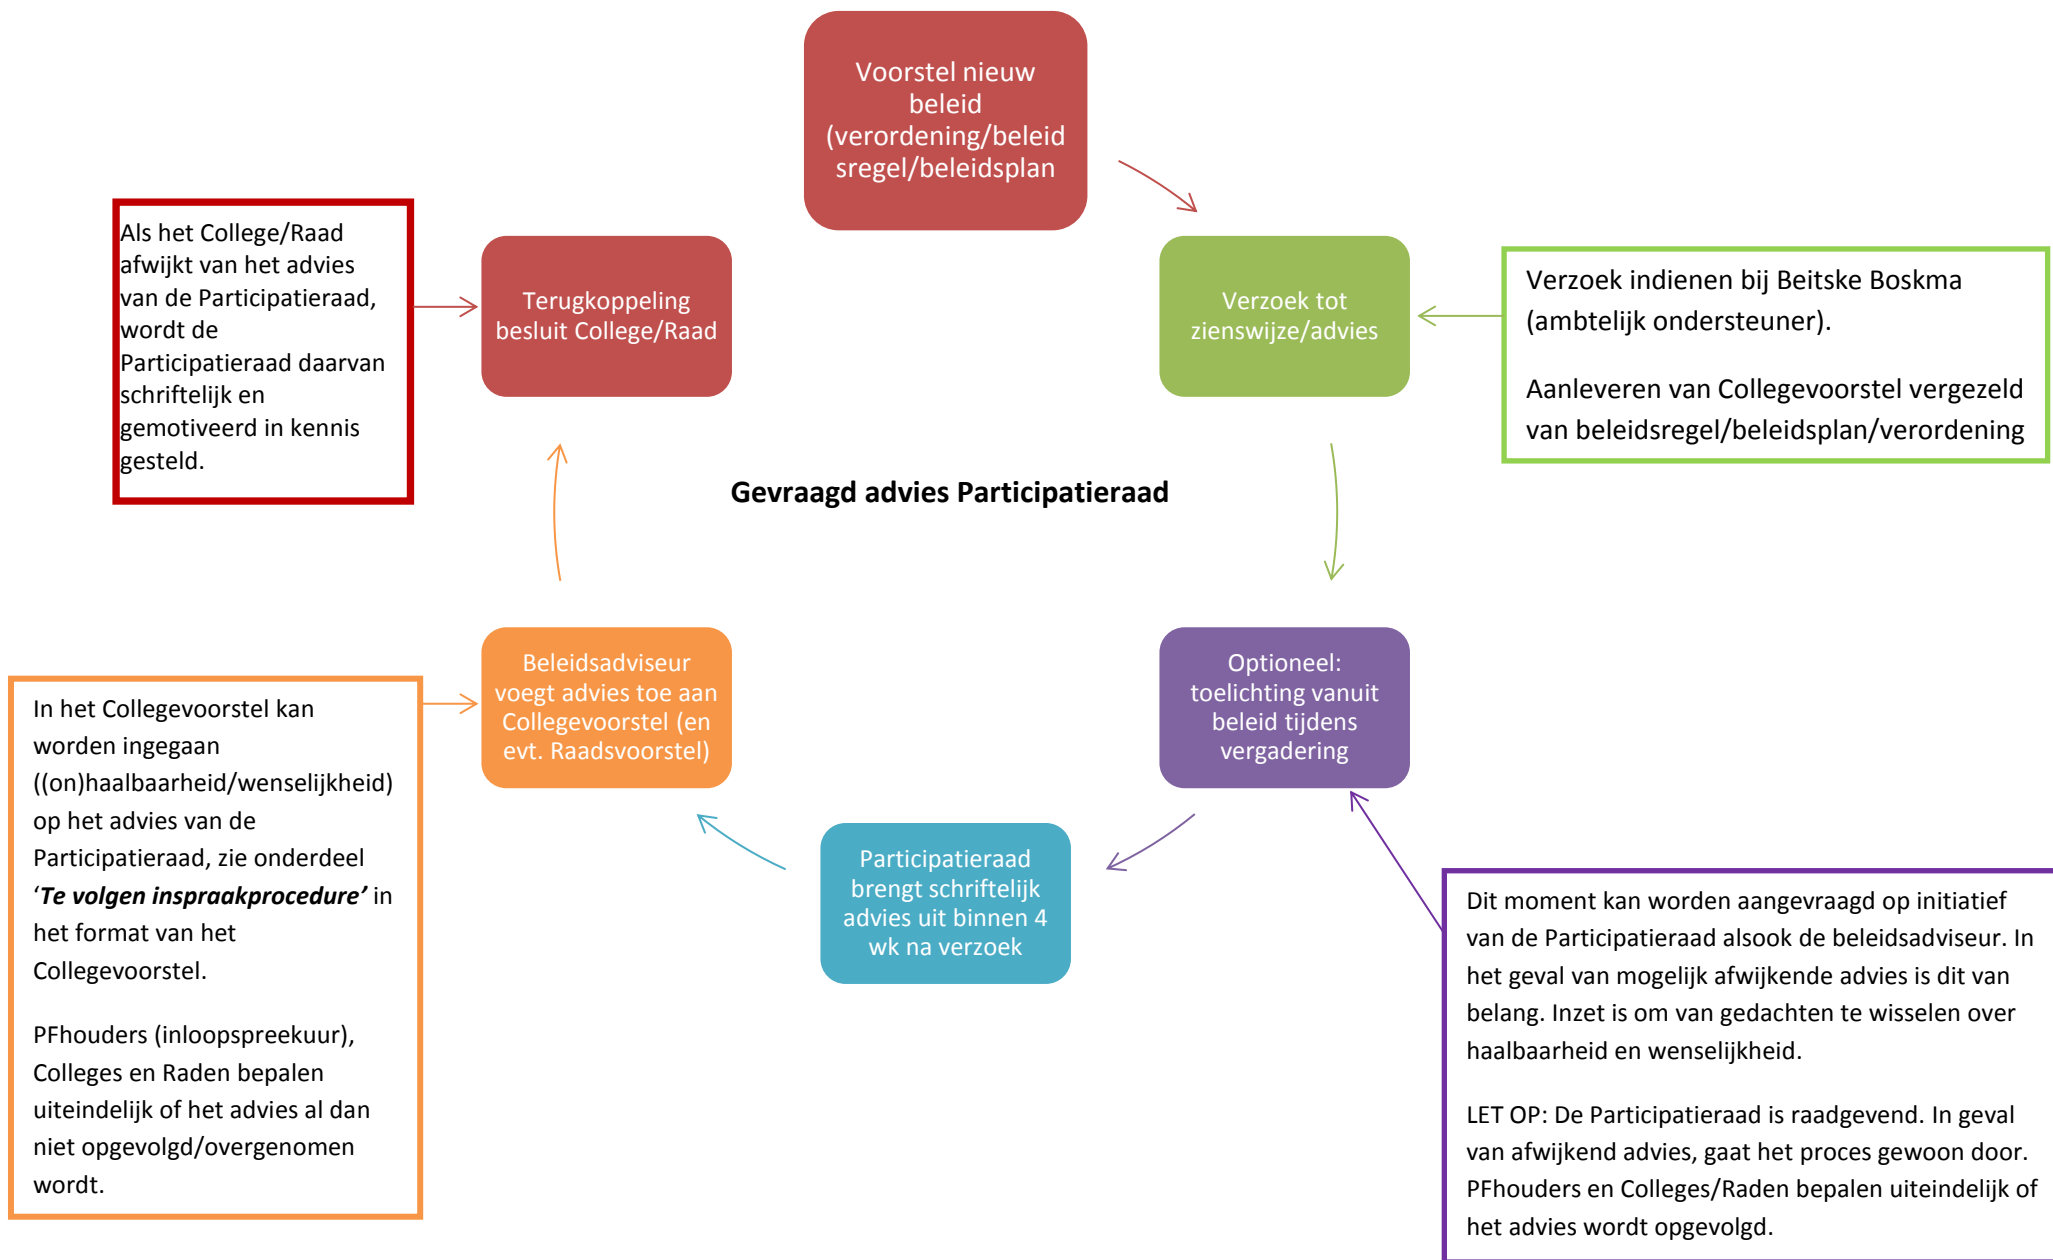 Voorstel nieuw
beleid
(verordening/beleid
sregel/beleidsplan
Verzoek tot
zienswijze/advies
Verzoek indienen bij Beitske Boskma
(ambtelijk ondersteuner).
Aanleveren van Collegevoorstel vergezeld
van beleidsregel/beleidsplan/verordening
Optioneel:
toelichting vanuit
beleid tijdens
vergadering
Dit moment kan worden aangevraagd op initiatief
van de Participatieraad alsook de beleidsadviseur. In
het geval van mogelijk afwijkende advies is dit van
belang. Inzet is om van gedachten te wisselen over
haalbaarheid en wenselijkheid.
LET OP: De Participatieraad is raadgevend. In geval
van afwijkend advies, gaat het proces gewoon door.
PFhouders en Colleges/Raden bepalen uiteindelijk of
het advies wordt opgevolgd.
Participatieraad
brengt schriftelijk
advies uit binnen 4
wk na verzoek
Beleidsadviseur
voegt advies toe aan
Collegevoorstel (en
evt. Raadsvoorstel)
In het Collegevoorstel kan
worden ingegaan
((on)haalbaarheid/wenselijkheid)
op het advies van de
Participatieraad, zie onderdeel
‘Te volgen inspraakprocedure’ in
het format van het
Collegevoorstel.
PFhouders (inloopspreekuur),
Colleges en Raden bepalen
uiteindelijk of het advies al dan
niet opgevolgd/overgenomen
wordt.
Terugkoppeling
besluit College/Raad
Als het College/Raad
afwijkt van het advies
van de Participatieraad,
wordt de
Participatieraad daarvan
schriftelijk en
gemotiveerd in kennis
gesteld.
Gevraagd advies Participatieraad